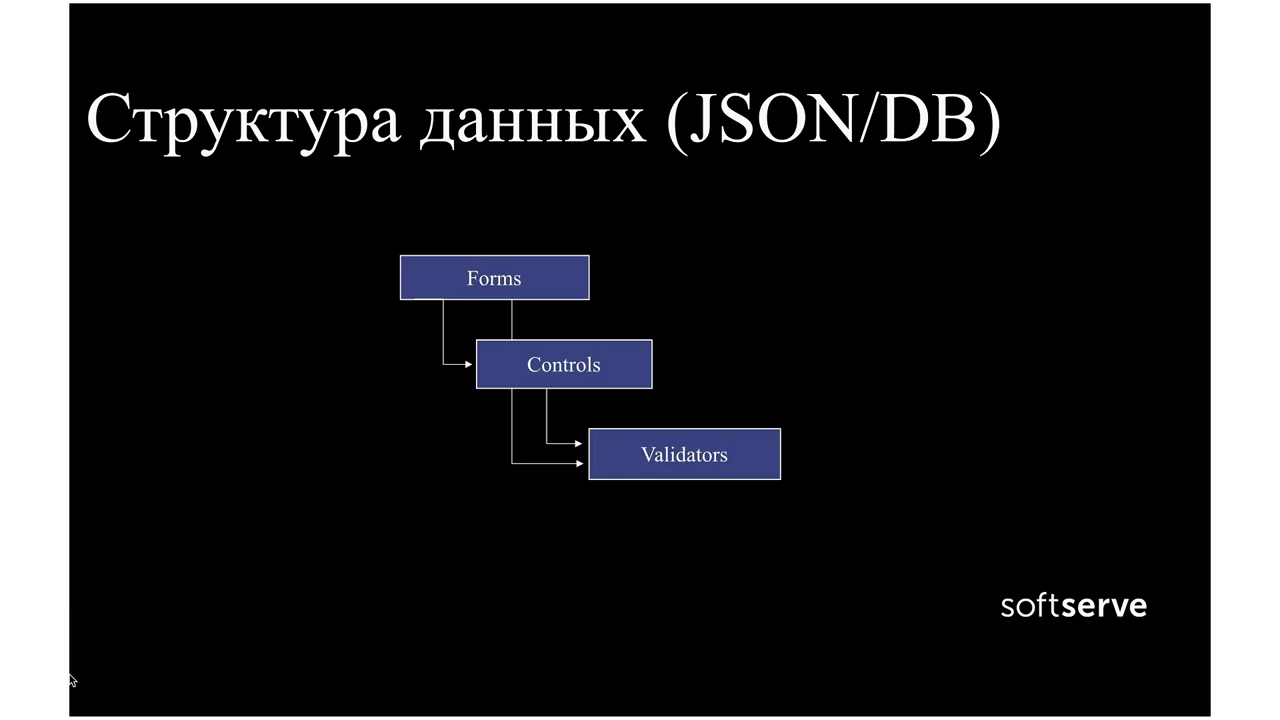 Структура данных (JSON/DB)
Forms
Controls
Validators
softserve